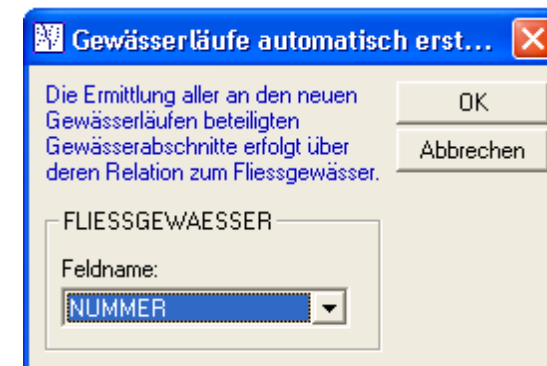 Gewässerläufe automatisch erst...
Die Ermittlung aller an den neuen
Gewässerläufen beteiligten
Gewässerabschnitte erfolgt über
deren Relation zum Fliessgewässer.
OK
Abbrechen
FLIESSGEWAESSER
Feldname:
NUMMER